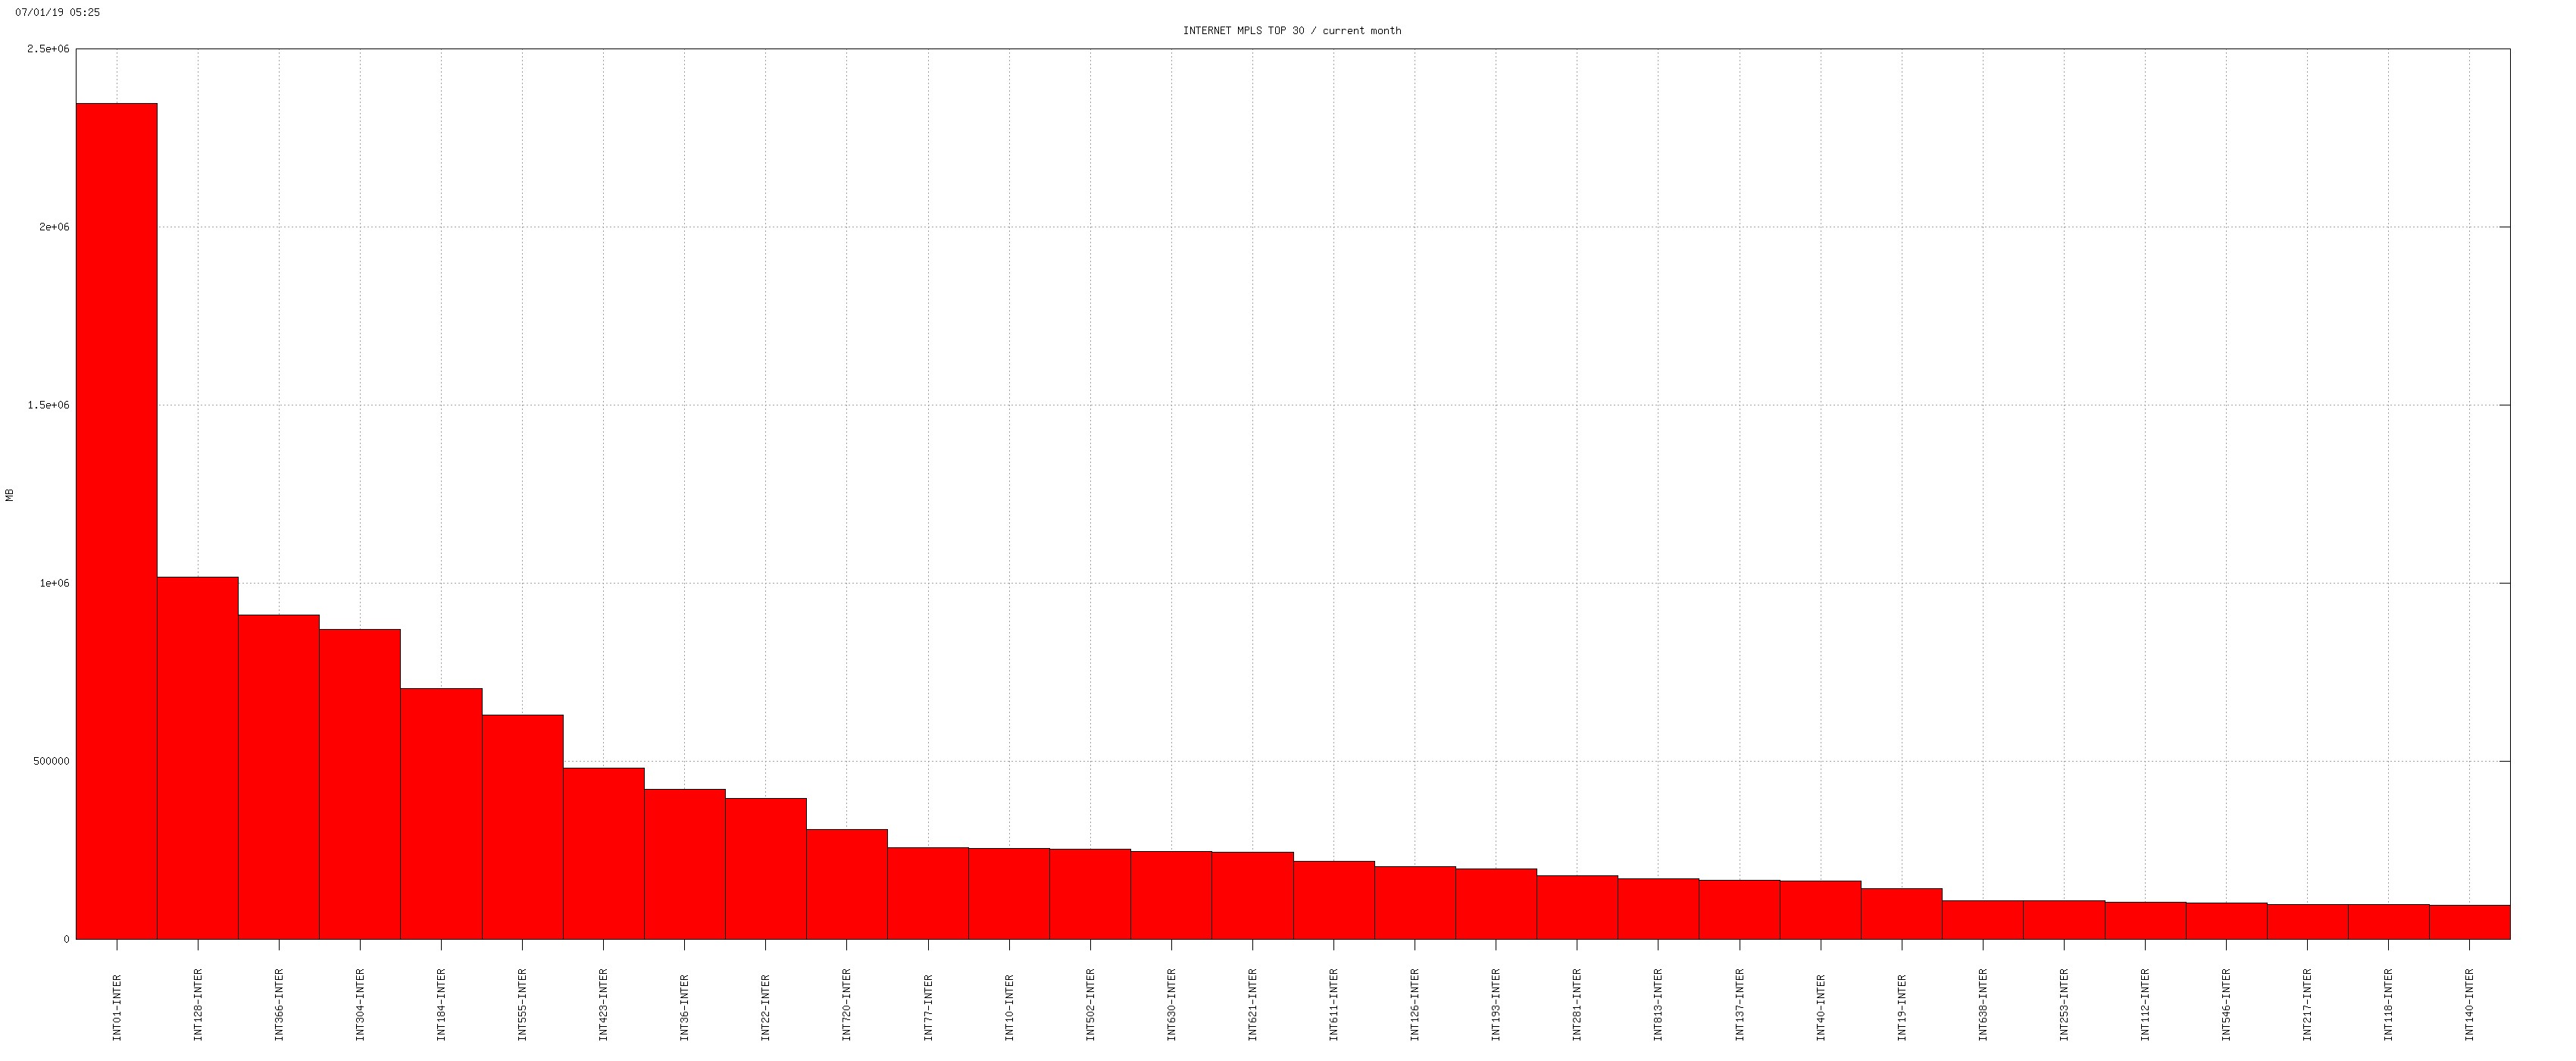 07/01/19 05:25
INTERNET MPLS TOP 30 / current month
2.5e+06
2e+06
1.5e+06
1e+06
500000
0
MB
INT01-INTER
INT128-INTER
INT366-INTER
INT304-INTER
INT184-INTER
INT555-INTER
INT423-INTER
INT36-INTER
INT22-INTER
INT720-INTER
INT77-INTER
INT10-INTER
INT502-INTER
INT630-INTER
INT621-INTER
INT611-INTER
INT126-INTER
INT193-INTER
INT281-INTER
INT813-INTER
INT137-INTER
INT40-INTER
INT19-INTER
INT638-INTER
INT253-INTER
INT112-INTER
INT546-INTER
INT217-INTER
INT118-INTER
INT140-INTER